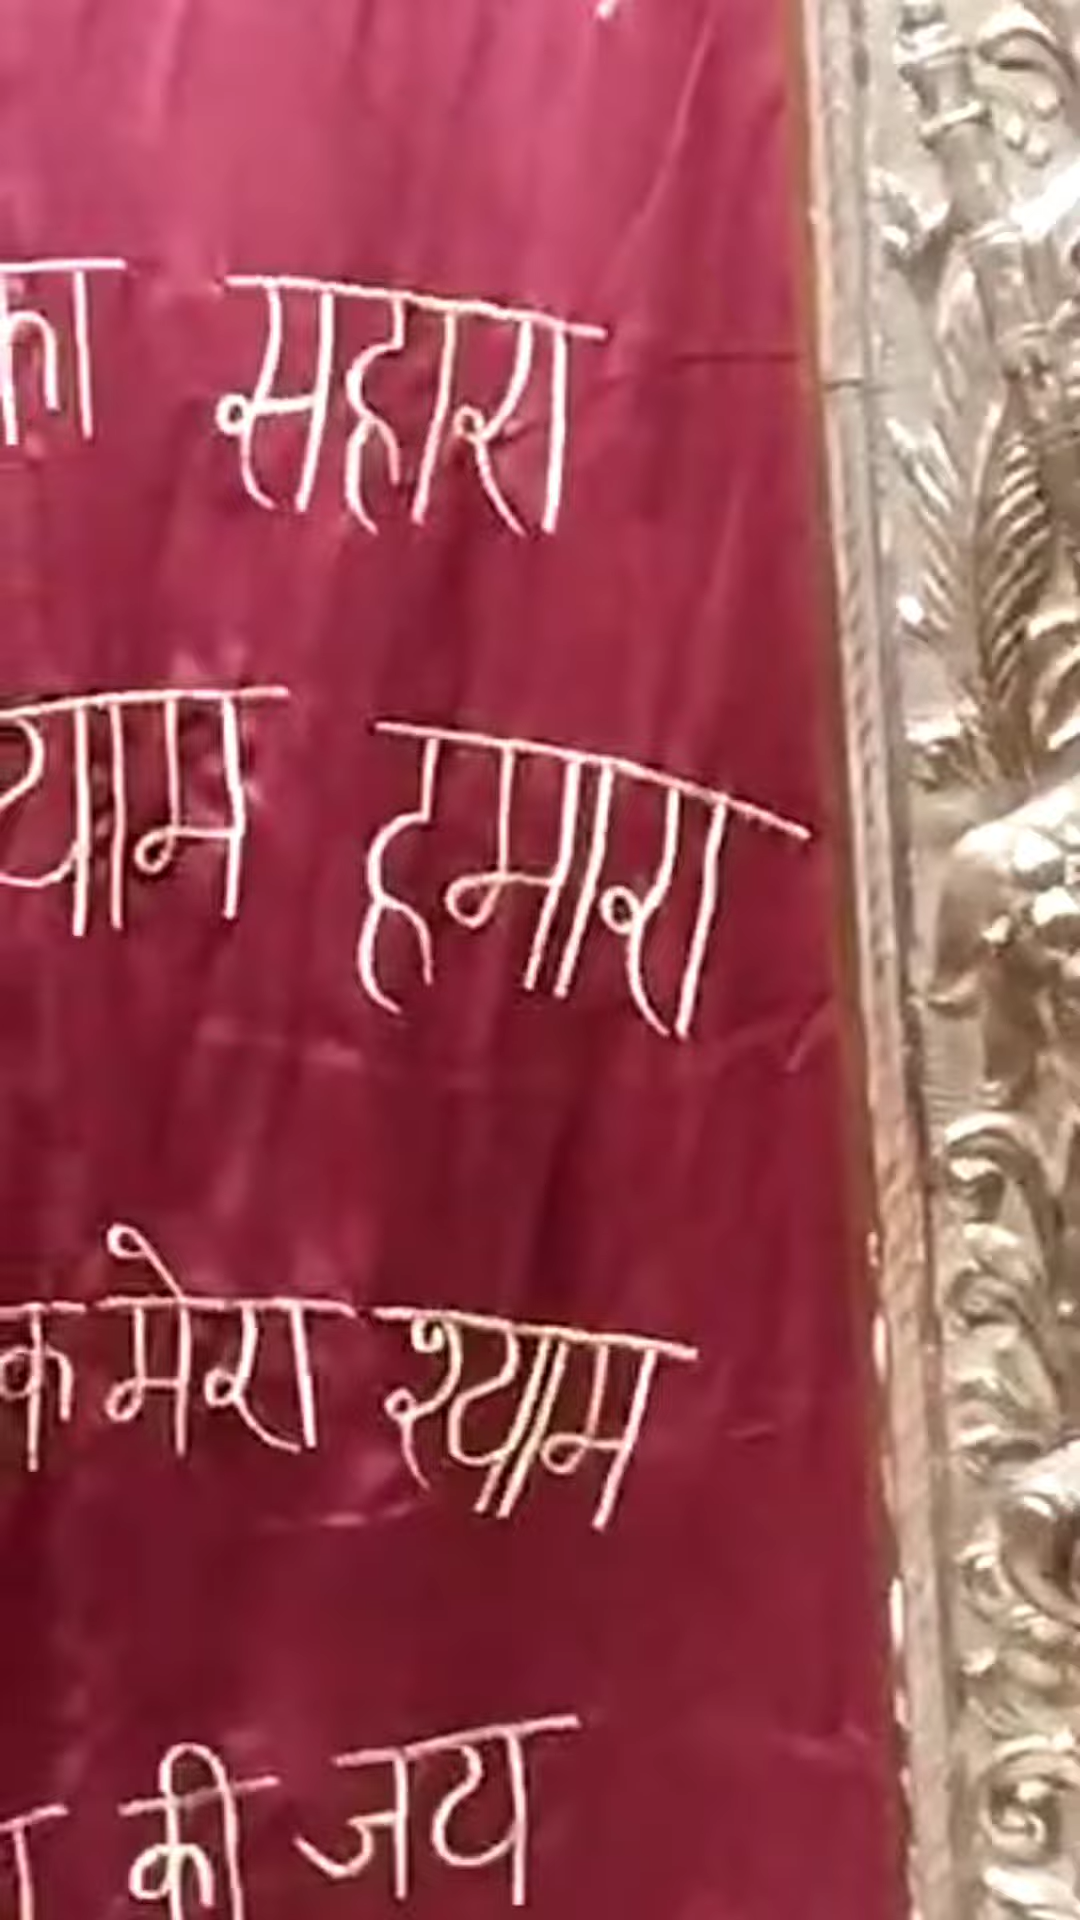 का सहारा
याम हमारा
क मेरा श्याम
की जय